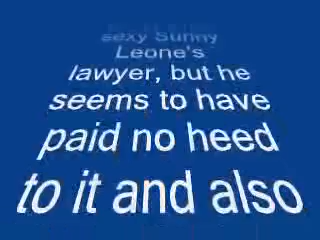 sexy Sunny
Leone's
lawyer, but he
seems to have
paid no heed
to it and also